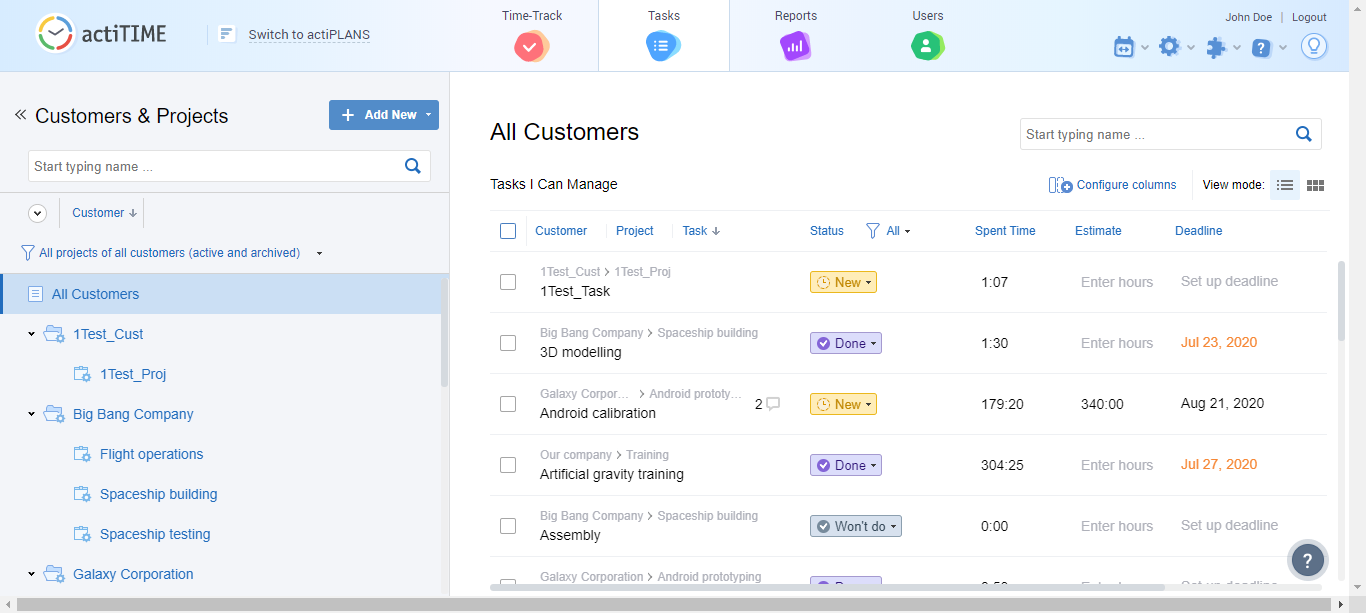 actiTIME
Switch to actiPLANS
Time-Track
Tasks
Reports
Users
John Doe | Logout
Customers & Projects
Add New
Start typing name ...
Customer
All projects of all customers (active and archived)
All Customers
1Test_Cust
1Test_Proj
Big Bang Company
Flight operations
Spaceship building
Spaceship testing
Galaxy Corporation
All Customers
Start typing name ...
Tasks I Can Manage
Configure columns
View mode:
Customer Project Task Status All Spent Time Estimate Deadline
1Test_Cust > 1Test_Proj
1Test_Task New 1:07 Enter hours Set up deadline
Big Bang Company > Spaceship building
3D modelling Done 1:30 Enter hours Jul 23, 2020
Galaxy Corpor... > Android prototy...
Android calibration 2 New 179:20 340:00 Aug 21, 2020
Our company > Training
Artificial gravity training Done 304:25 Enter hours Jul 27, 2020
Big Bang Company > Spaceship building
Assembly Won't do 0:00 Enter hours Set up deadline
Galaxy Corporation > Android prototyping
?